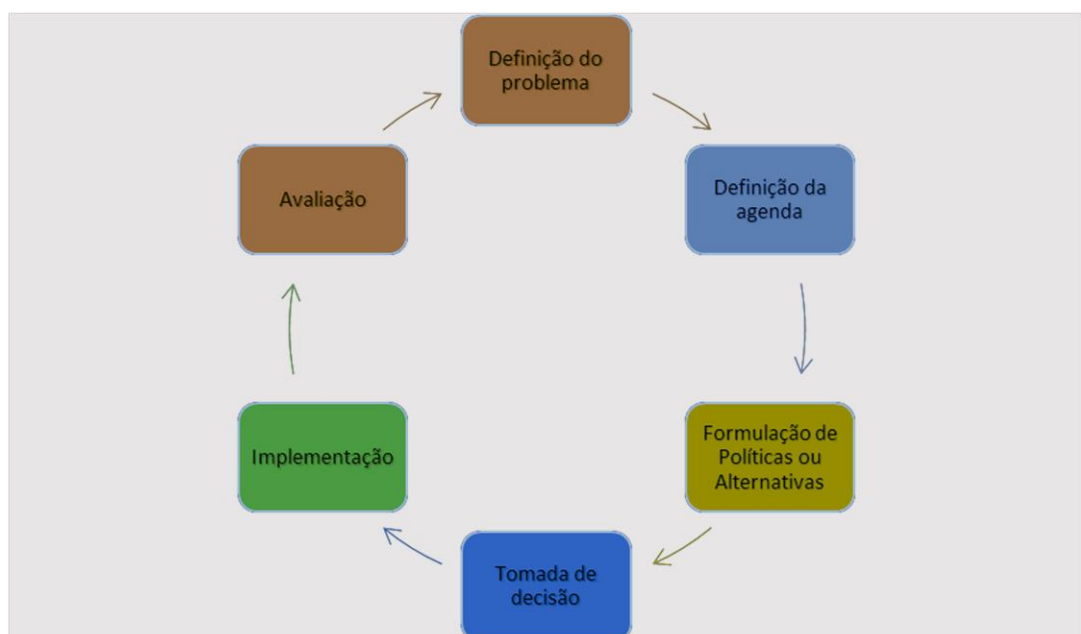 Definição do
problema
Definição da
agenda
Formulação de
Políticas ou
Alternativas
Tomada de
decisão
Implementação
Avaliação